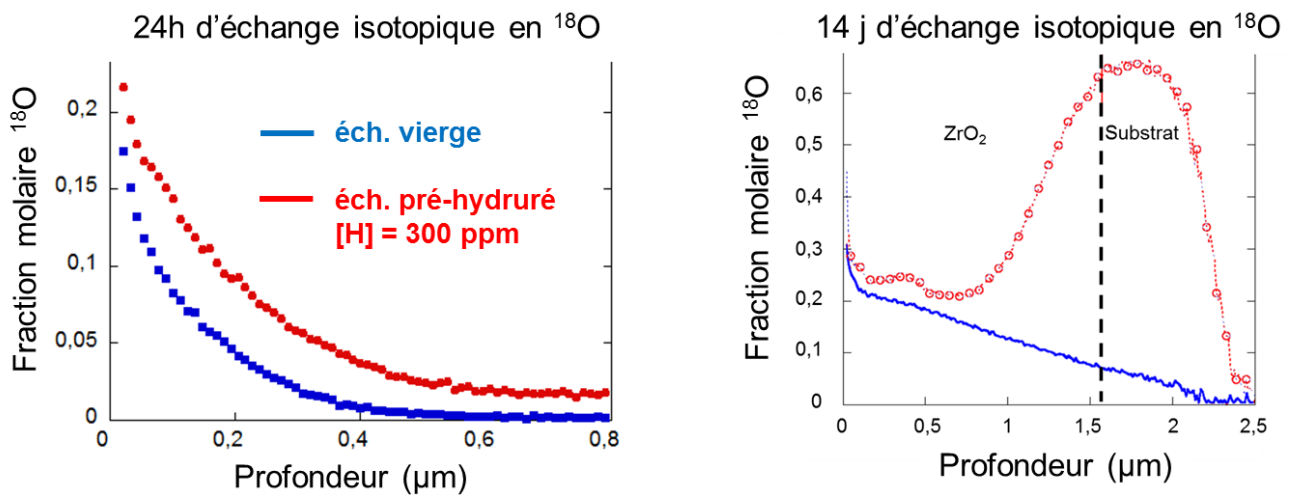 24h d'échange isotopique en ¹⁸O
Fraction molaire ¹⁸O
0,2
0,15
0,1
0,05
0
éch. vierge
éch. pré-hydruré
[H] = 300 ppm
0
0,2
0,4
0,6
0,8
Profondeur (µm)
14 j d'échange isotopique en ¹⁸O
Fraction molaire ¹⁸O
0,6
0,5
0,4
0,3
0,2
0,1
0
ZrO₂
Substrat
0
0,5
1
1,5
2
2,5
Profondeur (µm)